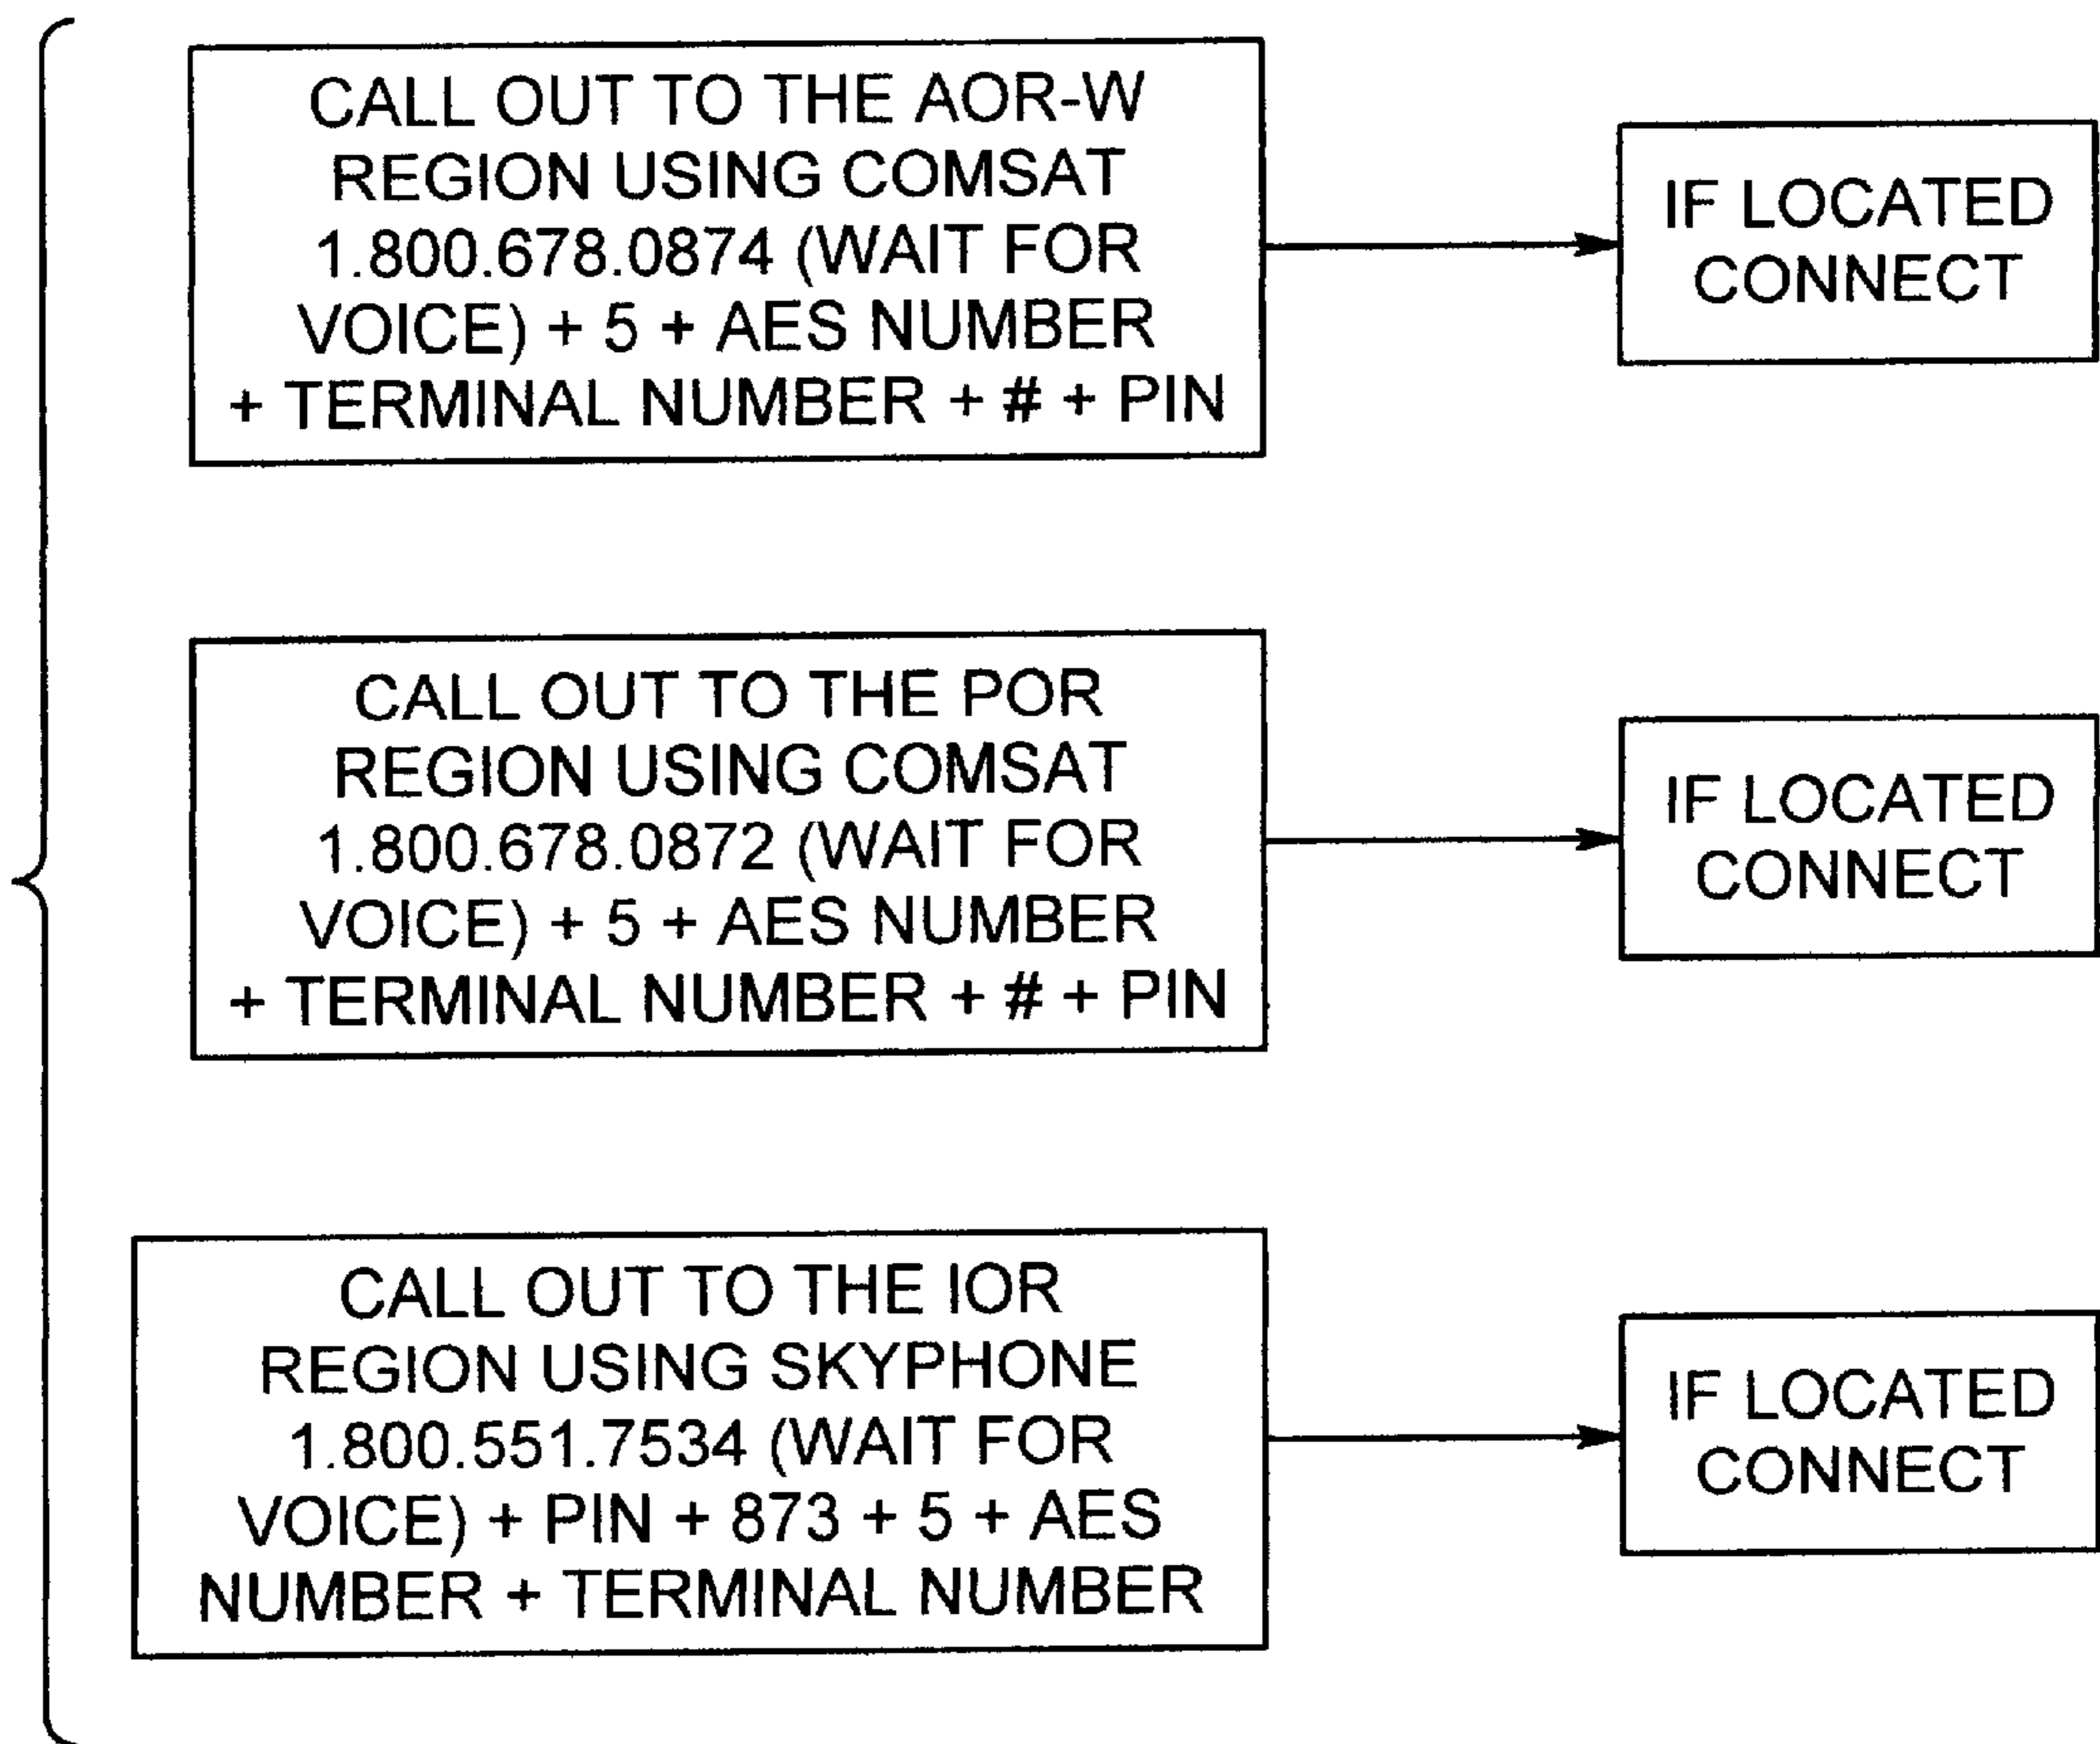 CALL OUT TO THE AOR-W
REGION USING COMSAT
1.800.678.0874 (WAIT FOR
VOICE) + 5 + AES NUMBER
+ TERMINAL NUMBER + # + PIN
IF LOCATED
CONNECT
CALL OUT TO THE POR
REGION USING COMSAT
1.800.678.0872 (WAIT FOR
VOICE) + 5 + AES NUMBER
+ TERMINAL NUMBER + # + PIN
IF LOCATED
CONNECT
CALL OUT TO THE IOR
REGION USING SKYPHONE
1.800.551.7534 (WAIT FOR
VOICE) + PIN + 873 + 5 + AES
NUMBER + TERMINAL NUMBER
IF LOCATED
CONNECT